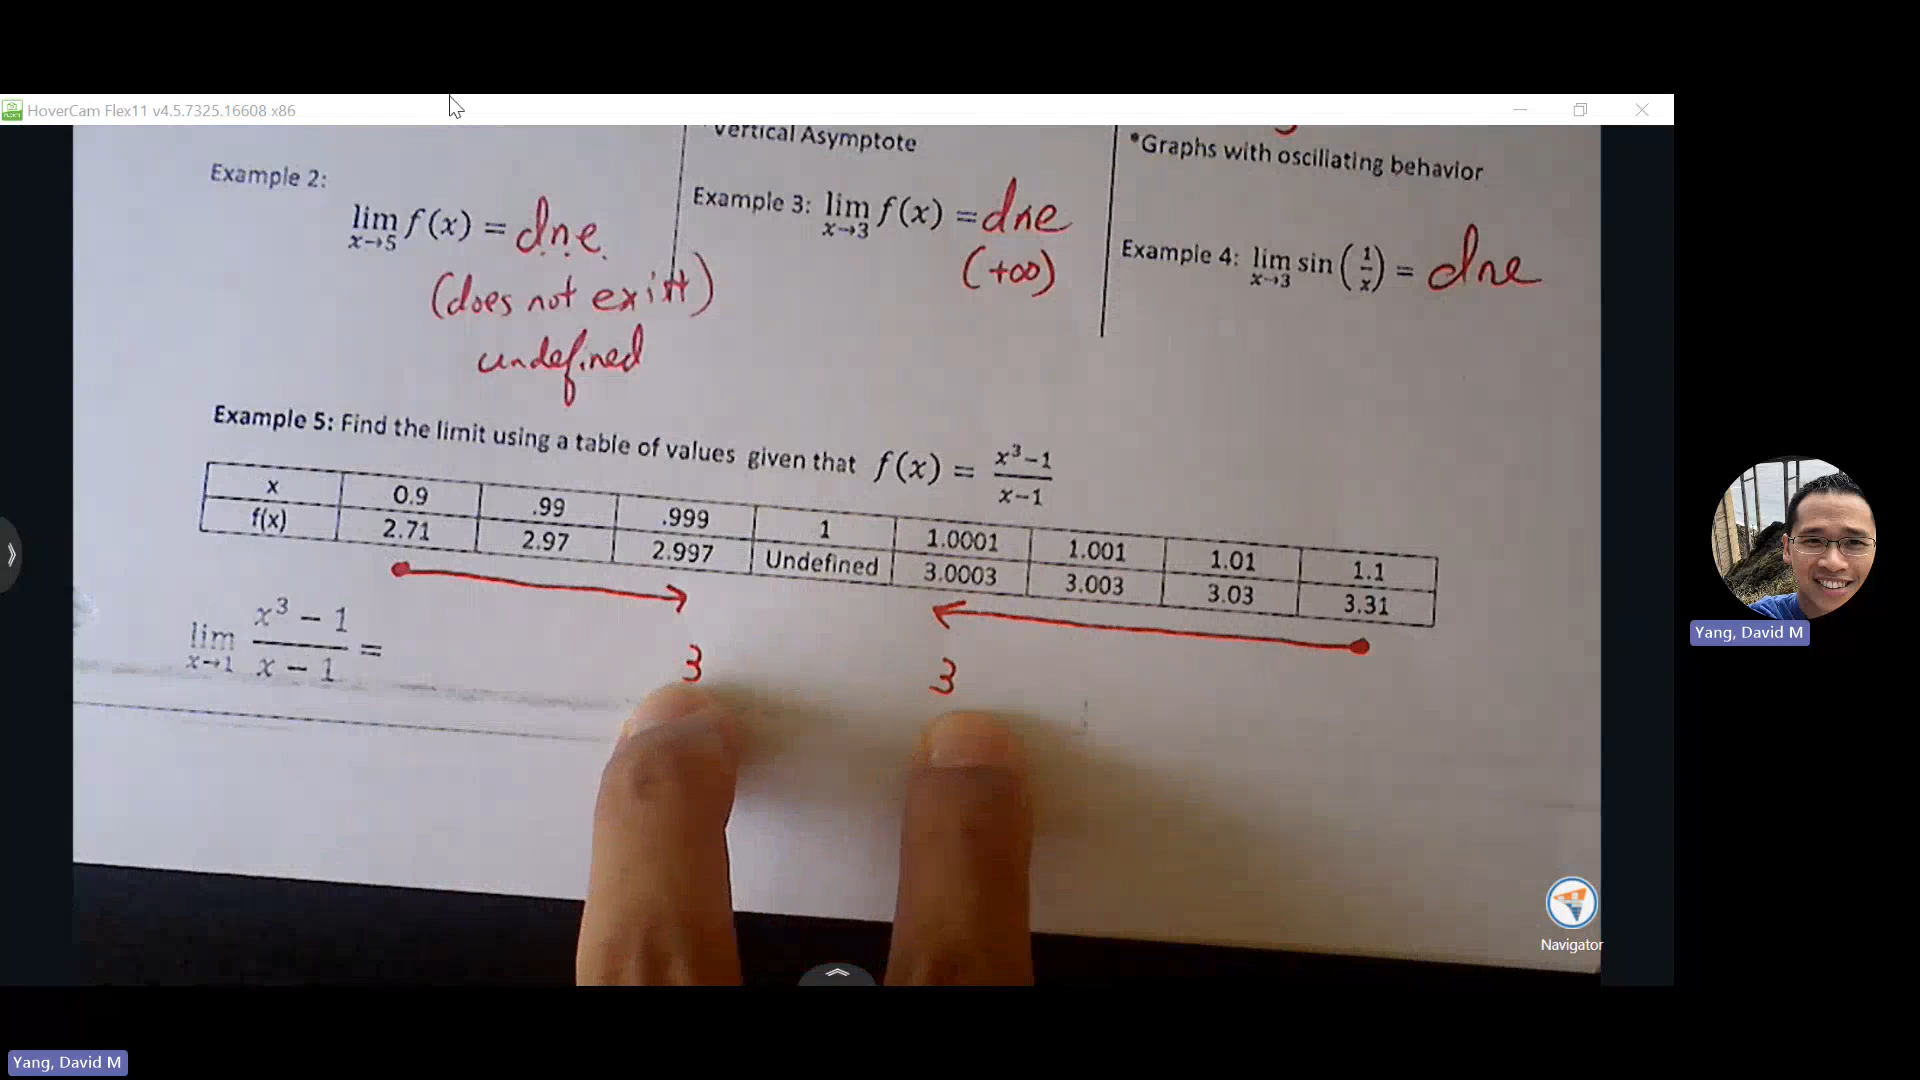 HoverCam Flex11 v4.5.7325.16608 x86
Vertical Asymptote
•Graphs with oscillating behavior
Example 2:
lim x→5 f(x) = dne
(does not exist)
undefined
Example 3: lim x→3 f(x) = dne
(+∞)
Example 4: lim x→3 sin(1/x) = dne
Example 5: Find the limit using a table of values given that f(x) = x³−1 / x−1
x 0.9 .99 .999 1 1.0001 1.001 1.01 1.1
f(x) 2.71 2.97 2.997 Undefined 3.0003 3.003 3.03 3.31
lim x→1 x³ − 1 / x − 1 =
3 3
Navigator
Yang, David M
Yang, David M